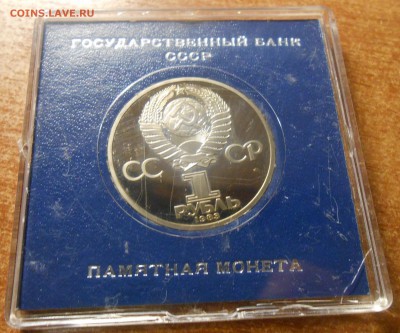 COINS.LAVE.RU
ГОСУДАРСТВЕННЫЙ БАНК
СССР
СС СР
1
РУБЛЬ
ПАМЯТНАЯ МОНЕТА